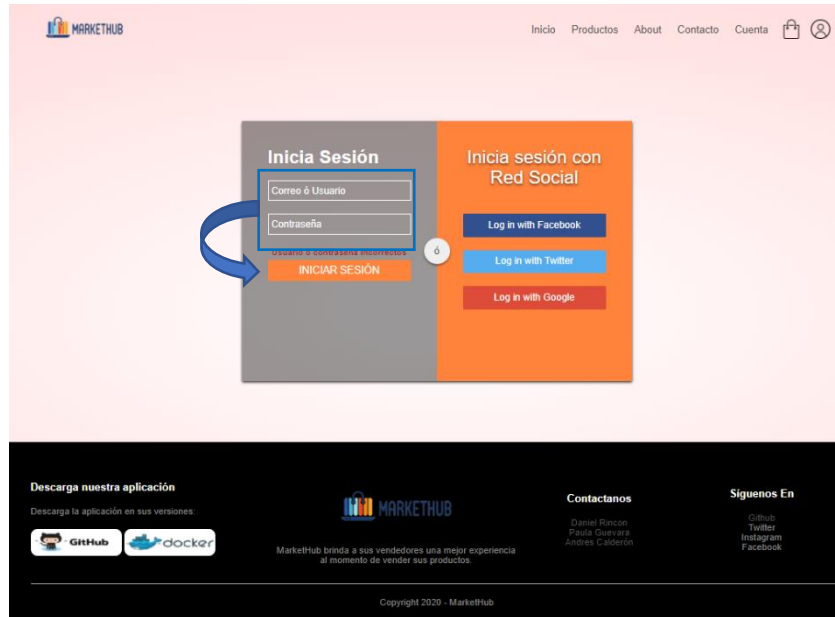 MARKETHUB
Inicio Productos About Contacto Cuenta
Inicia Sesión
Correo ó Usuario
Contraseña
Usuario o contraseña incorrectos
INICIAR SESIÓN
ó
Inicia sesión con
Red Social
Log in with Facebook
Log in with Twitter
Log in with Google
Descarga nuestra aplicación
Descarga la aplicación en sus versiones:
GitHub
docker
MARKETHUB
MarketHub brinda a sus vendedores una mejor experiencia
al momento de vender sus productos.
Contactanos
Daniel Rincon
Paula Guevara
Andres Calderón
Síguenos En
Github
Twitter
Instagram
Facebook
Copyright 2020 - MarketHub